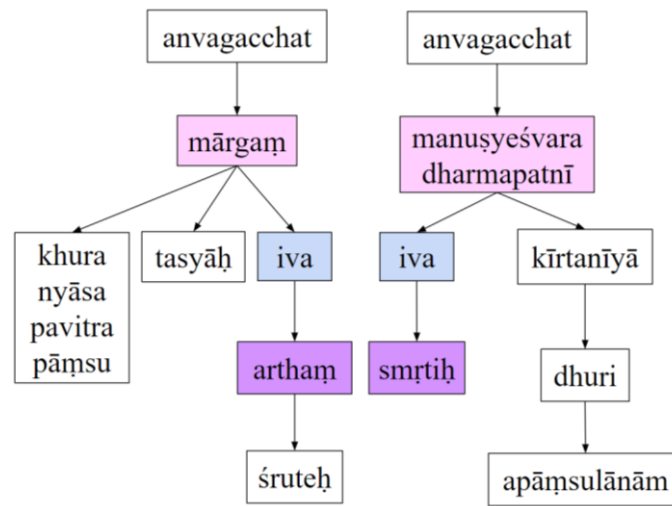 anvagacchat
anvagacchat
mārgaṃ
manuṣyeśvara
dharmapatnī
khura
nyāsa
pavitra
pāṃsu
tasyāḥ
iva
iva
kīrtanīyā
arthaṃ
smṛtiḥ
dhuri
śruteḥ
apāṃsulānām